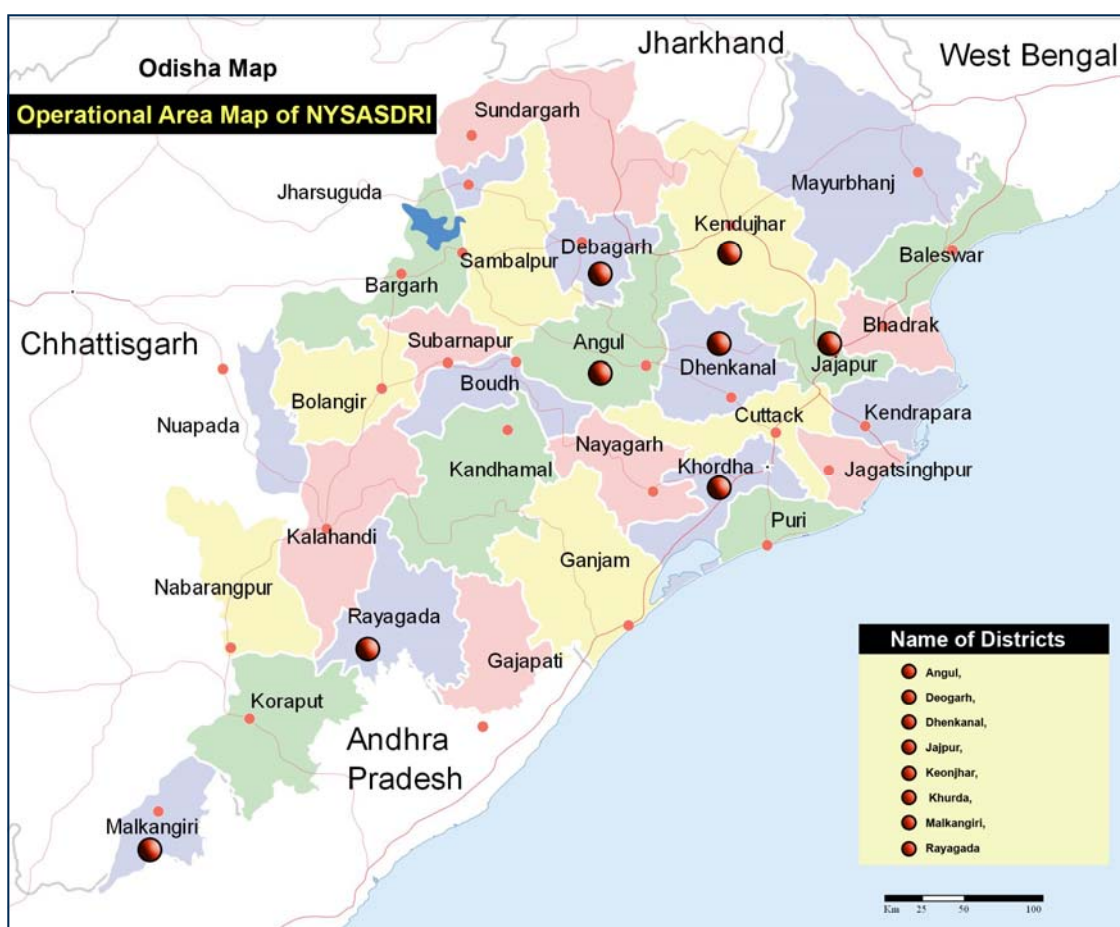 Jharkhand
West Bengal
Odisha Map
Operational Area Map of NYSASDRI
Sundargarh
Jharsuguda
Mayurbhanj
Kendujhar
Debagarh
Sambalpur
Baleswar
Bargarh
Chhattisgarh
Bhadrak
Subarnapur
Angul
Dhenkanal
Jajapur
Boudh
Bolangir
Nuapada
Cuttack
Kendrapara
Nayagarh
Kandhamal
Khordha
Jagatsinghpur
Puri
Kalahandi
Ganjam
Nabarangpur
Rayagada
Gajapati
Koraput
Andhra
Pradesh
Malkangiri
Name of Districts
Angul,
Deogarh,
Dhenkanal,
Jajpur,
Keonjhar,
Khurda,
Malkangiri,
Rayagada
Km 25 50 100